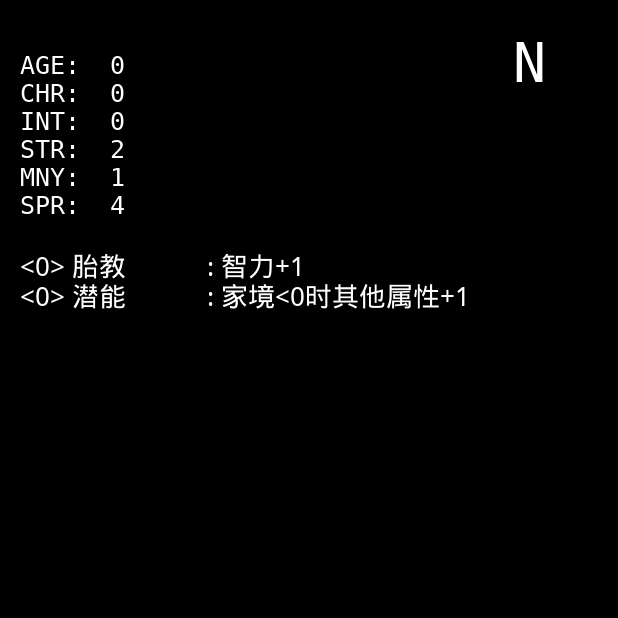 N
AGE: 0
CHR: 0
INT: 0
STR: 2
MNY: 1
SPR: 4
<0> 胎教 : 智力+1
<0> 潜能 : 家境<0时其他属性+1